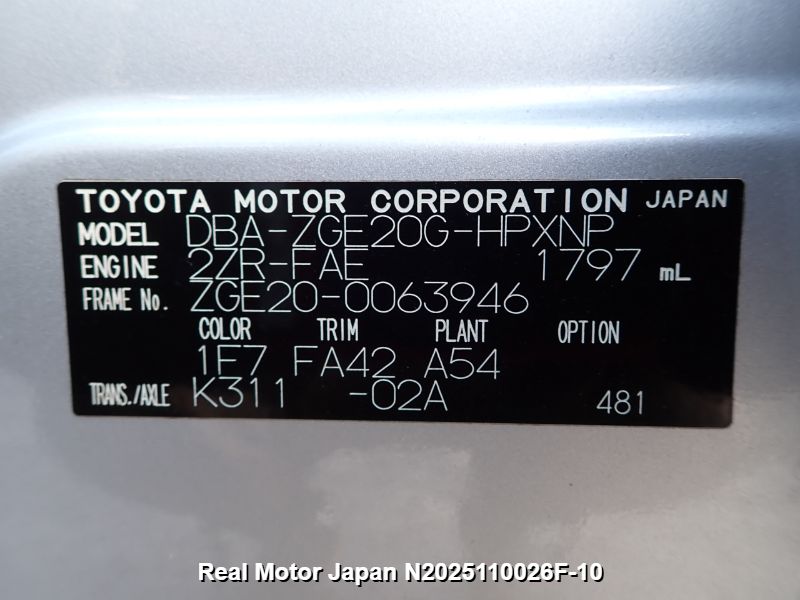 TOYOTA MOTOR CORPORATION JAPAN
MODEL DBA-ZGE20G-HPXNP
ENGINE 2ZR-FAE 1797 mL
FRAME No. ZGE20-0063946
COLOR TRIM PLANT OPTION
1F7 FA42 A54
TRANS./AXLE K311 -02A 481
Real Motor Japan N2025110026F-10